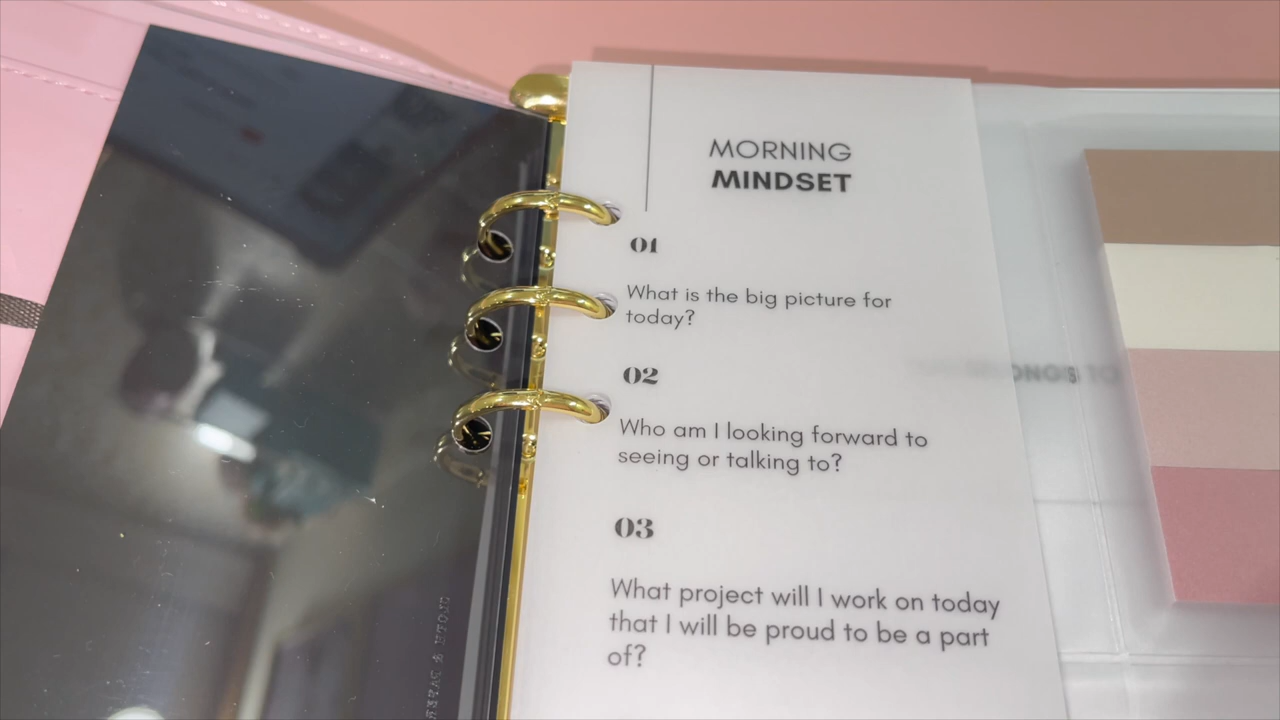 MORNING
MINDSET
01
What is the big picture for
today?
02
Who am I looking forward to
seeing or talking to?
03
What project will I work on today
that I will be proud to be a part
of?
TO